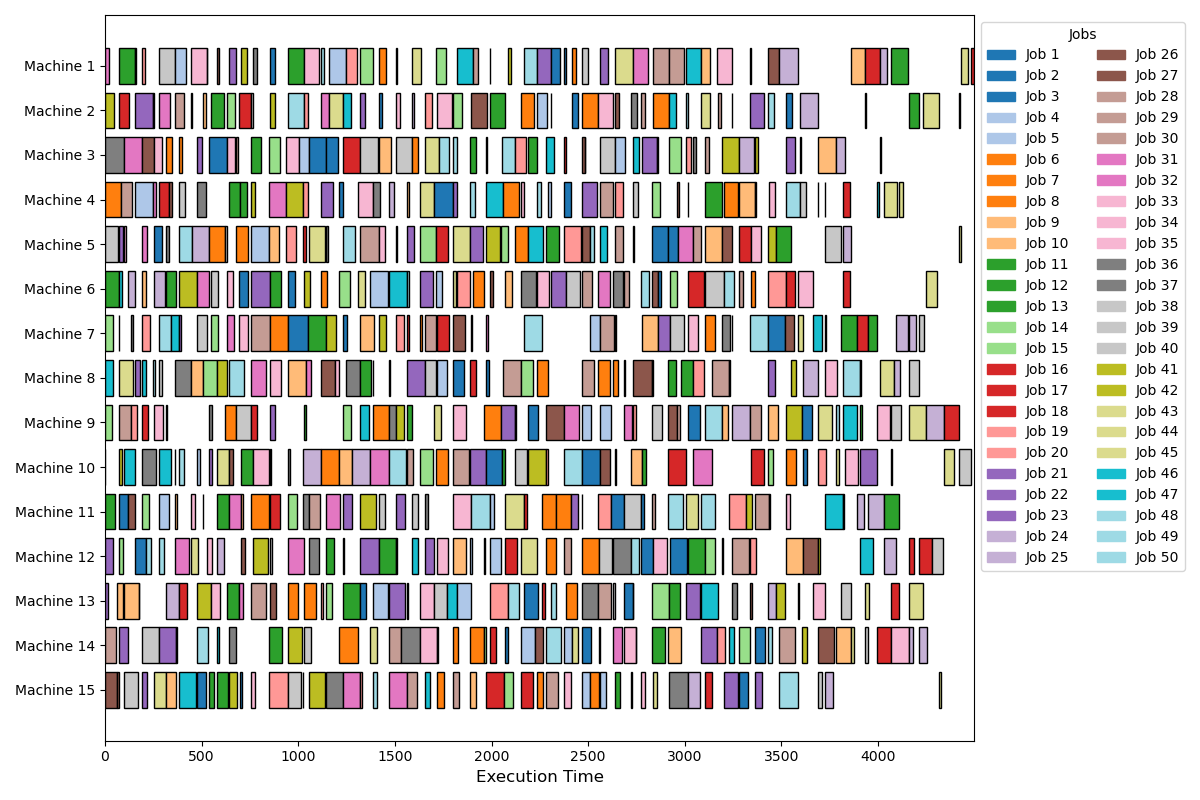 Machine 1
Machine 2
Machine 3
Machine 4
Machine 5
Machine 6
Machine 7
Machine 8
Machine 9
Machine 10
Machine 11
Machine 12
Machine 13
Machine 14
Machine 15
0 500 1000 1500 2000 2500 3000 3500 4000
Execution Time
Jobs
Job 1 Job 26
Job 2 Job 27
Job 3 Job 28
Job 4 Job 29
Job 5 Job 30
Job 6 Job 31
Job 7 Job 32
Job 8 Job 33
Job 9 Job 34
Job 10 Job 35
Job 11 Job 36
Job 12 Job 37
Job 13 Job 38
Job 14 Job 39
Job 15 Job 40
Job 16 Job 41
Job 17 Job 42
Job 18 Job 43
Job 19 Job 44
Job 20 Job 45
Job 21 Job 46
Job 22 Job 47
Job 23 Job 48
Job 24 Job 49
Job 25 Job 50